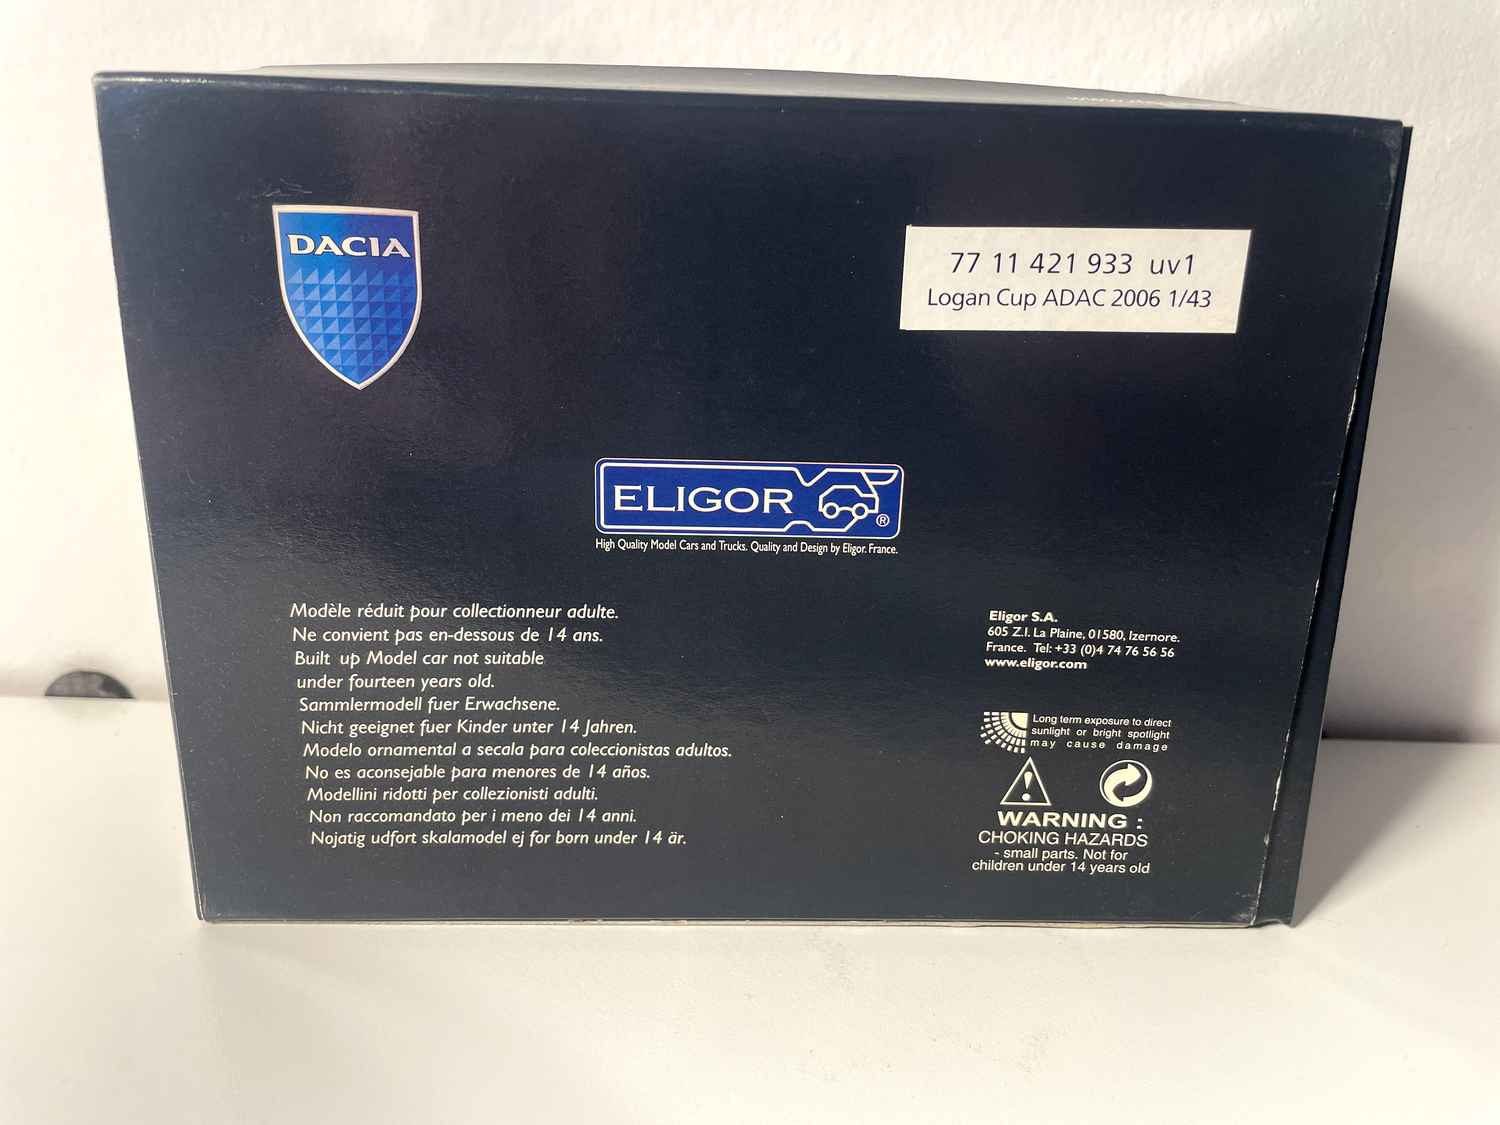 DACIA
77 11 421 933 uv1
Logan Cup ADAC 2006 1/43
ELIGOR
®
High Quality Model Cars and Trucks. Quality and Design by Eligor. France.
Modèle réduit pour collectionneur adulte.
Ne convient pas en-dessous de 14 ans.
Built up Model car not suitable
under fourteen years old.
Sammlermodell fuer Erwachsene.
Nicht geeignet fuer Kinder unter 14 Jahren.
Modelo ornamental a secala para coleccionistas adultos.
No es aconsejable para menores de 14 años.
Modellini ridotti per collezionisti adulti.
Non raccomandato per i meno dei 14 anni.
Nojatig udfort skalamodel ej for born under 14 är.
Eligor S.A.
605 Z.I. La Plaine, 01580, Izernore.
France. Tel: +33 (0)4 74 76 56 56
www.eligor.com
Long term exposure to direct
sunlight or bright spotlight
may cause damage
WARNING :
CHOKING HAZARDS
- small parts. Not for
children under 14 years old